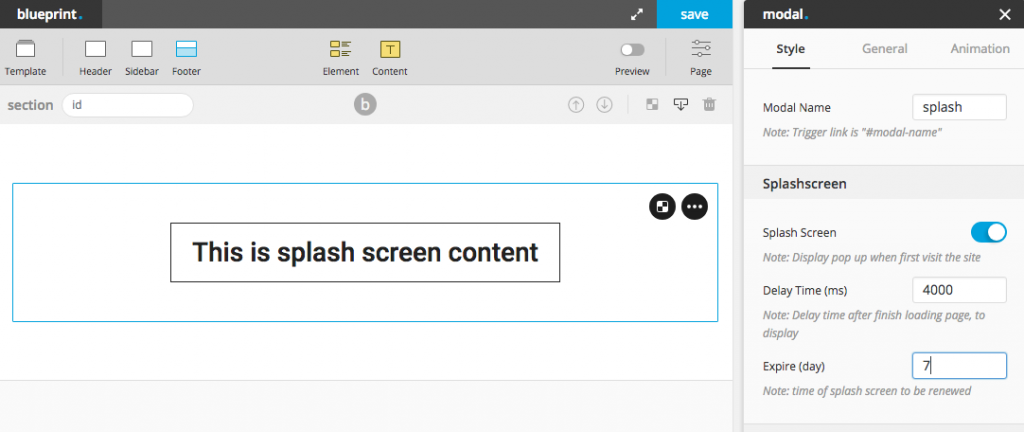 blueprint.
save
Template
Header
Sidebar
Footer
Element
T
Content
Preview
Page
section
id
b
This is splash screen content
modal.
Style
General
Animation
Modal Name
splash
Note: Trigger link is "#modal-name"
Splashscreen
Splash Screen
Note: Display pop up when first visit the site
Delay Time (ms)
4000
Note: Delay time after finish loading page, to
display
Expire (day)
7
Note: time of splash screen to be renewed